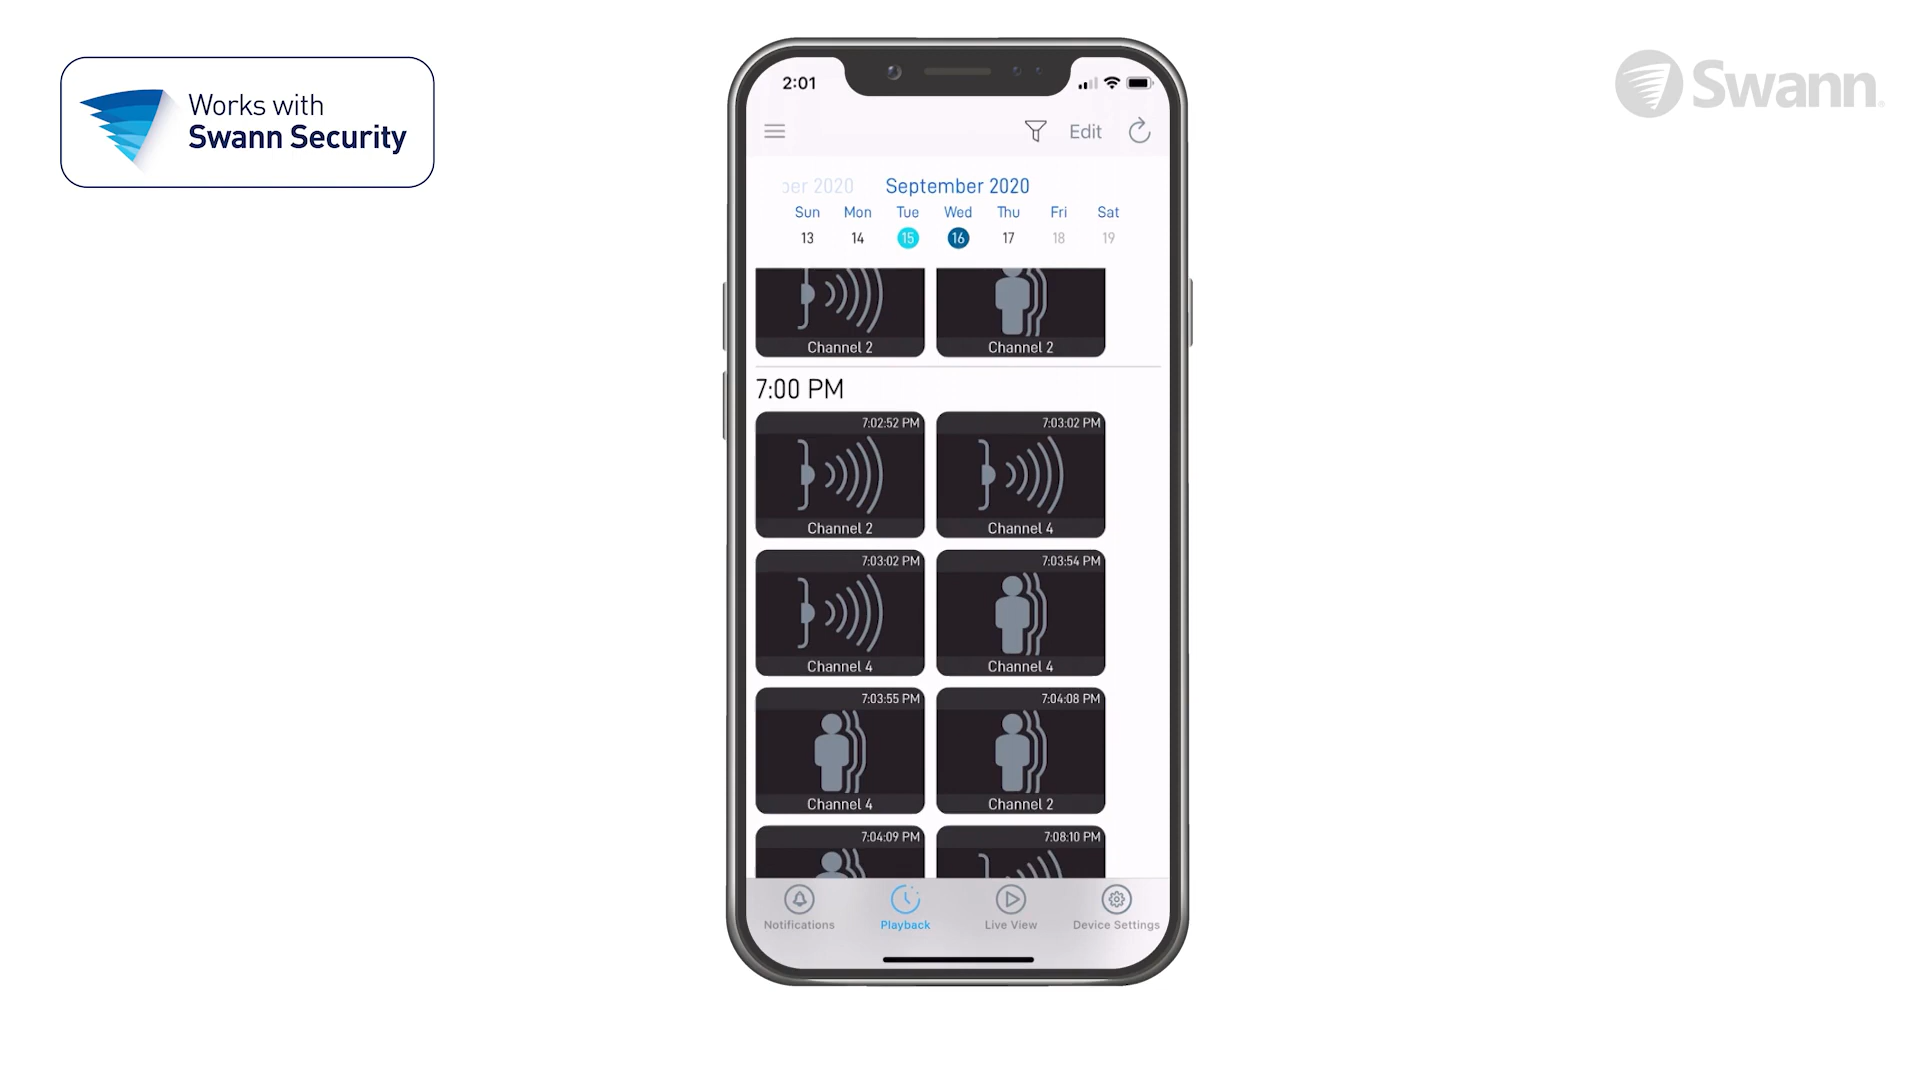 Works with
Swann Security
Swann
2:01
Edit
ber 2020 September 2020
Sun Mon Tue Wed Thu Fri Sat
13 14 15 16 17 18 19
Channel 2 Channel 2
7:00 PM
7:02:52 PM 7:03:02 PM
Channel 2 Channel 4
7:03:02 PM 7:03:54 PM
Channel 4 Channel 4
7:03:55 PM 7:04:08 PM
Channel 4 Channel 2
7:04:09 PM 7:08:10 PM
Notifications Playback Live View Device Settings